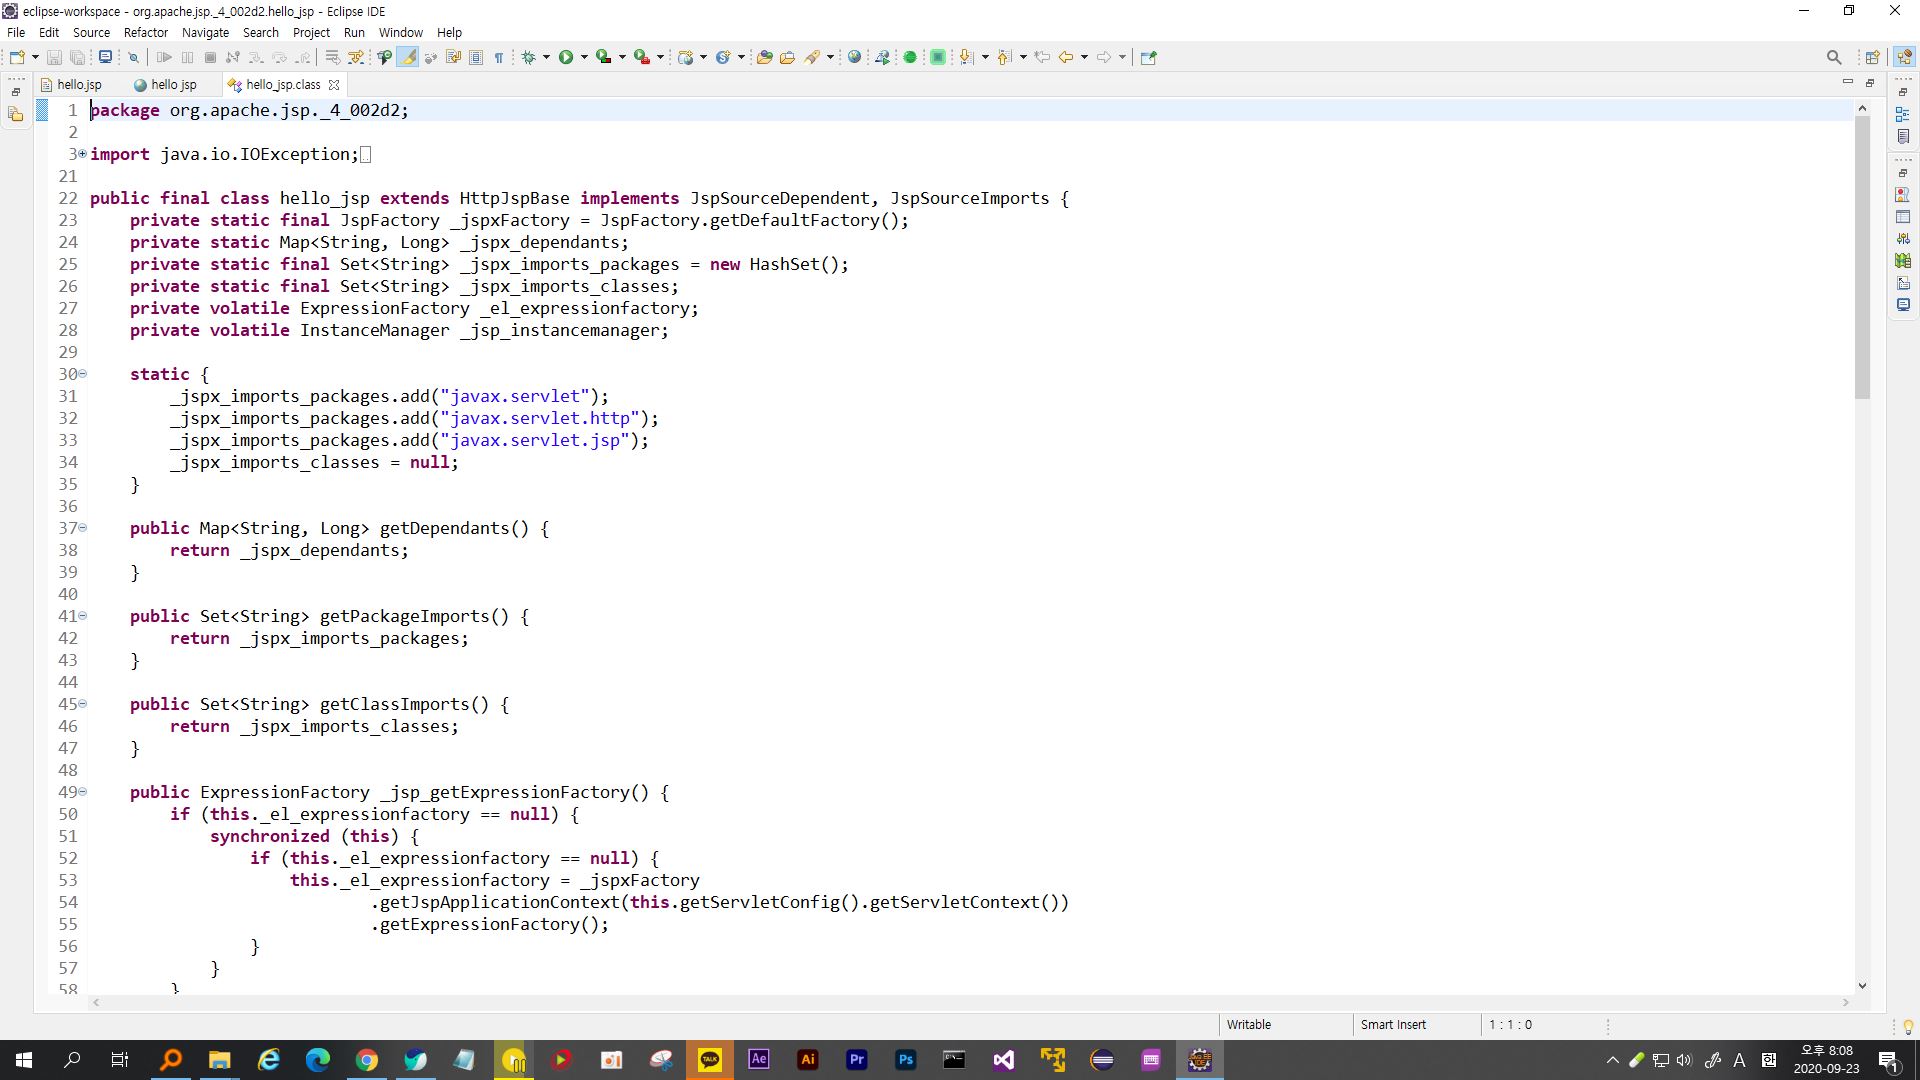 eclipse-workspace - org.apache.jsp._4_002d2.hello_jsp - Eclipse IDE
File Edit Source Refactor Navigate Search Project Run Window Help
hello.jsp hello jsp hello_jsp.class
1 package org.apache.jsp._4_002d2;
2
3 import java.io.IOException;
21
22 public final class hello_jsp extends HttpJspBase implements JspSourceDependent, JspSourceImports {
23 private static final JspFactory _jspxFactory = JspFactory.getDefaultFactory();
24 private static Map<String, Long> _jspx_dependants;
25 private static final Set<String> _jspx_imports_packages = new HashSet();
26 private static final Set<String> _jspx_imports_classes;
27 private volatile ExpressionFactory _el_expressionfactory;
28 private volatile InstanceManager _jsp_instancemanager;
29
30 static {
31 _jspx_imports_packages.add("javax.servlet");
32 _jspx_imports_packages.add("javax.servlet.http");
33 _jspx_imports_packages.add("javax.servlet.jsp");
34 _jspx_imports_classes = null;
35 }
36
37 public Map<String, Long> getDependants() {
38 return _jspx_dependants;
39 }
40
41 public Set<String> getPackageImports() {
42 return _jspx_imports_packages;
43 }
44
45 public Set<String> getClassImports() {
46 return _jspx_imports_classes;
47 }
48
49 public ExpressionFactory _jsp_getExpressionFactory() {
50 if (this._el_expressionfactory == null) {
51 synchronized (this) {
52 if (this._el_expressionfactory == null) {
53 this._el_expressionfactory = _jspxFactory
54 .getJspApplicationContext(this.getServletConfig().getServletContext())
55 .getExpressionFactory();
56 }
57 }
58 }
Writable Smart Insert 1 : 1 : 0
TALK Ae Ai Pr Ps A 오후 8:08
2020-09-23 1